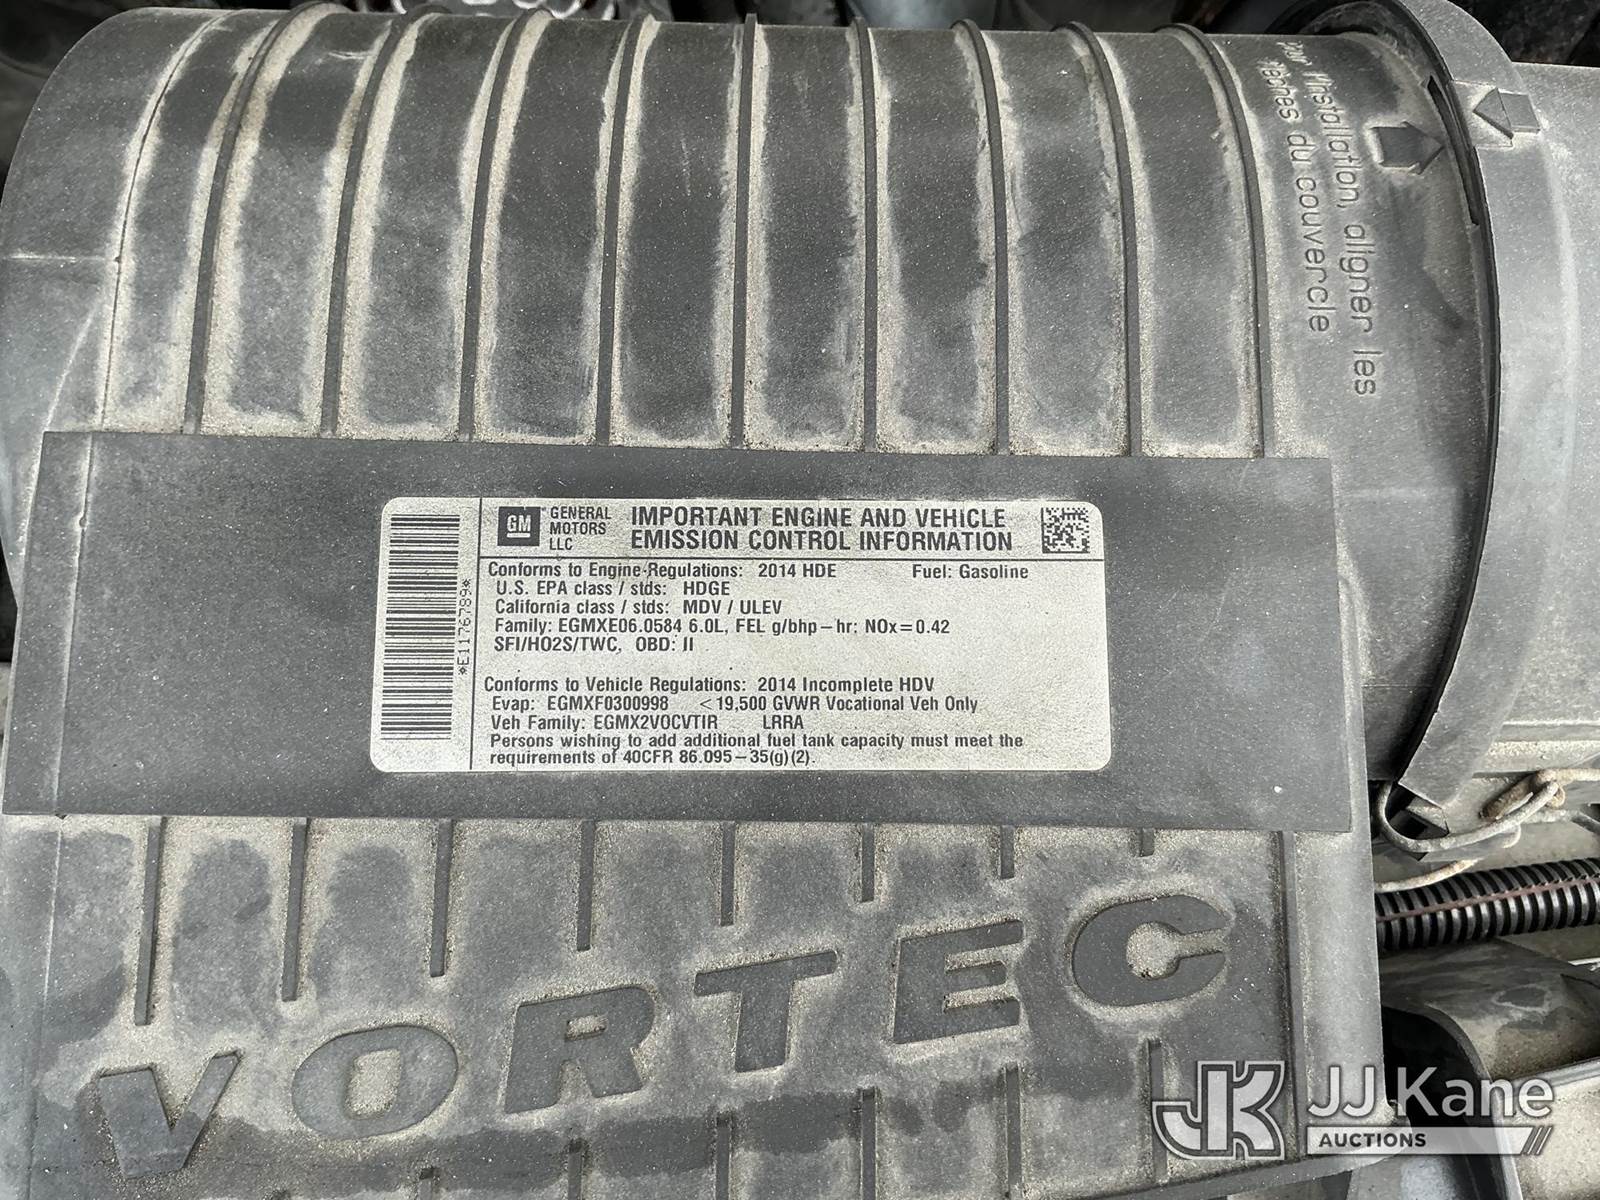 pour l'installation, aligner les
flèches du couvercle
*E1176789*
GM
GENERAL
MOTORS
LLC
IMPORTANT ENGINE AND VEHICLE
EMISSION CONTROL INFORMATION
Conforms to Engine Regulations: 2014 HDE Fuel: Gasoline
U.S. EPA class / stds: HDGE
California class / stds: MDV / ULEV
Family: EGMXE06.0584 6.0L, FEL g/bhp-hr: NOx=0.42
SFI/HO2S/TWC, OBD: II
Conforms to Vehicle Regulations: 2014 Incomplete HDV
Evap: EGMXF0300998 <19,500 GVWR Vocational Veh Only
Veh Family: EGMX2VOCVTIR LRRA
Persons wishing to add additional fuel tank capacity must meet the
requirements of 40CFR 86.095-35(g)(2).
VORTEC
JK JJ Kane
AUCTIONS